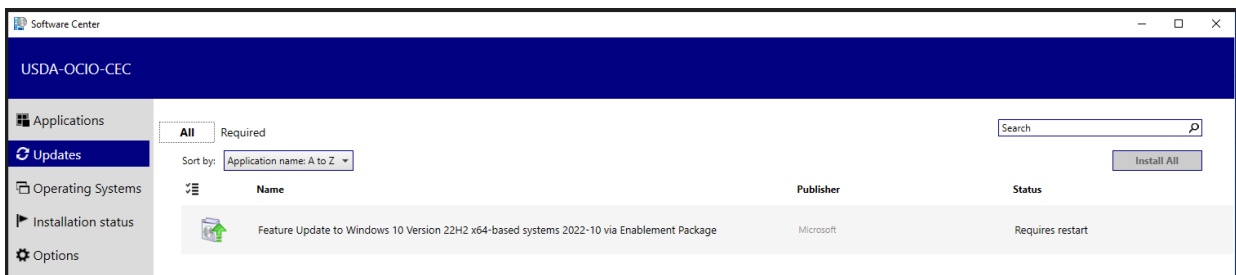 Software Center
USDA-OCIO-CEC
Applications
Updates
Operating Systems
Installation status
Options
All Required
Search
Sort by: Application name: A to Z
Install All
Name Publisher Status
Feature Update to Windows 10 Version 22H2 x64-based systems 2022-10 via Enablement Package Microsoft Requires restart